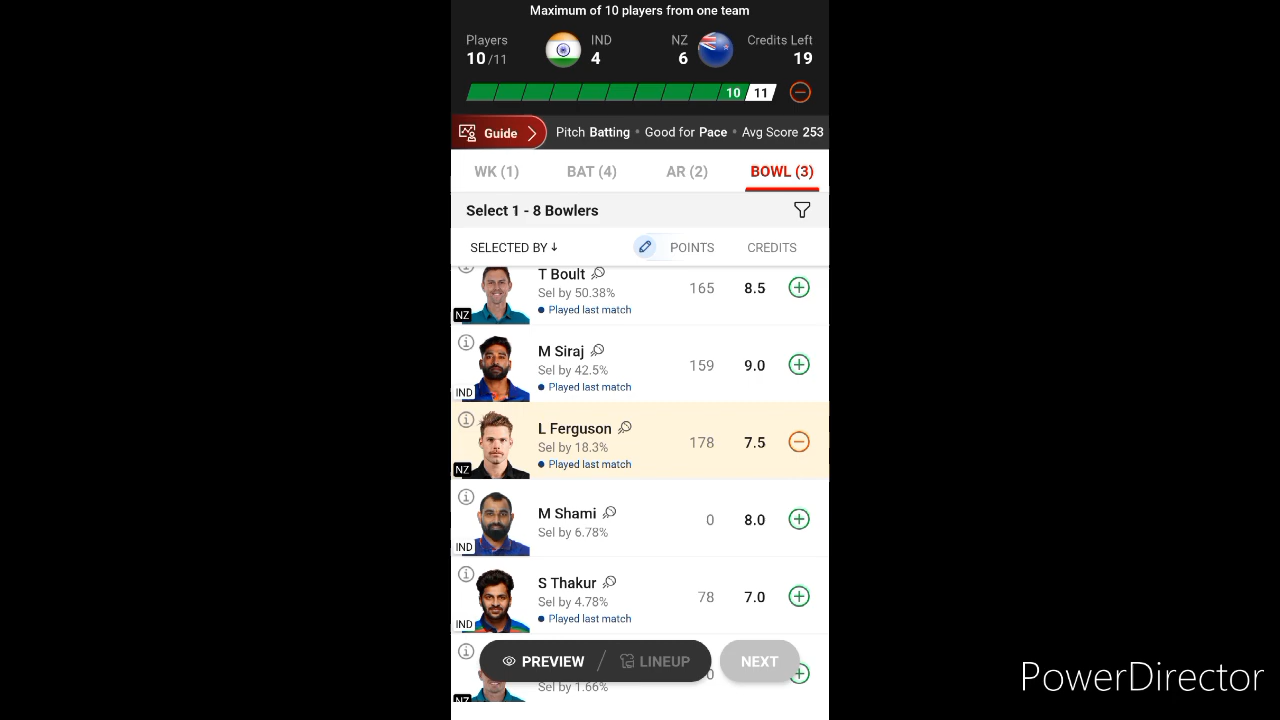 Maximum of 10 players from one team
Players IND NZ Credits Left
10/11 4 6 19
10 11
Guide Pitch Batting • Good for Pace • Avg Score 253
WK (1) BAT (4) AR (2) BOWL (3)
Select 1 - 8 Bowlers
SELECTED BY ↓ POINTS CREDITS
T Boult
Sel by 50.38% 165 8.5
NZ • Played last match
M Siraj
Sel by 42.5% 159 9.0
IND • Played last match
L Ferguson
Sel by 18.3% 178 7.5
NZ • Played last match
M Shami
Sel by 6.78% 0 8.0
IND
S Thakur
Sel by 4.78% 78 7.0
IND • Played last match
PREVIEW / LINEUP NEXT
0
Sel by 1.66%
NZ
PowerDirector